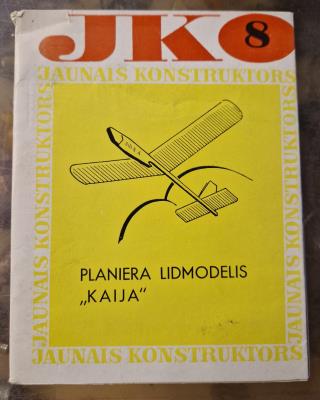 JKO
8
JAUNAIS KONSTRUKTORS
JAUNAIS KONSTRUKTORS
JAUNAIS KONSTRUKTORS
PLANIERA LIDMODELIS
„KAIJA"
JAUNAIS KONSTRUKTORS